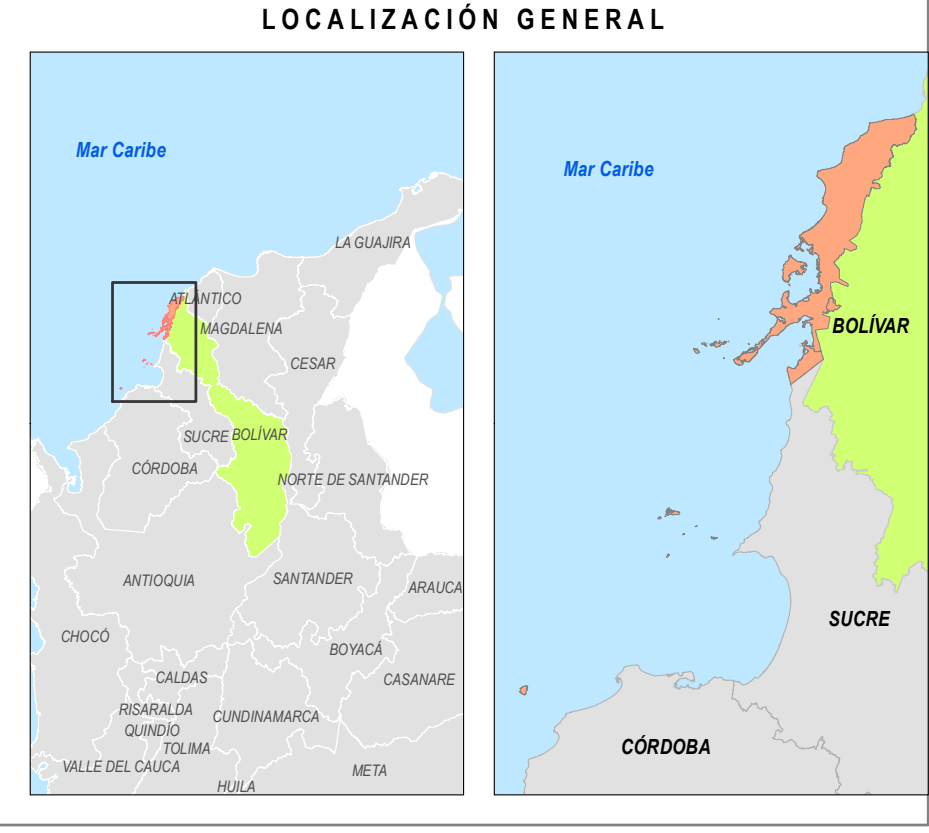 LOCALIZACIÓN GENERAL
Mar Caribe
LA GUAJIRA
ATLÁNTICO
MAGDALENA
CESAR
SUCRE
BOLÍVAR
CÓRDOBA
NORTE DE SANTANDER
ANTIOQUIA
SANTANDER
ARAUCA
CHOCÓ
BOYACÁ
CALDAS
CASANARE
RISARALDA
CUNDINAMARCA
QUINDÍO
TOLIMA
VALLE DEL CAUCA
META
HUILA
Mar Caribe
BOLÍVAR
SUCRE
CÓRDOBA